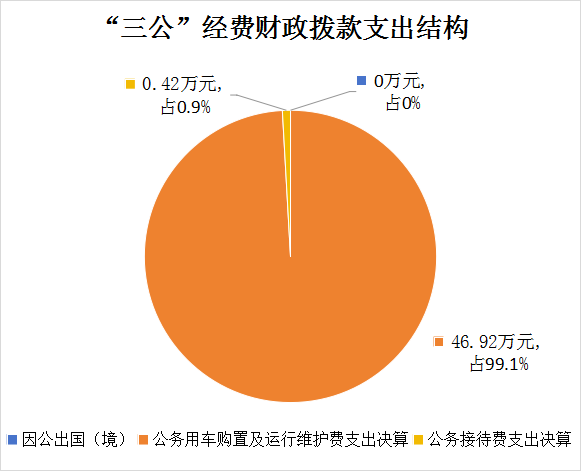 “三公”经费财政拨款支出结构
0.42万元,
占0.9%
0万元,
占0%
46.92万元,
占99.1%
因公出国（境） 公务用车购置及运行维护费支出决算 公务接待费支出决算